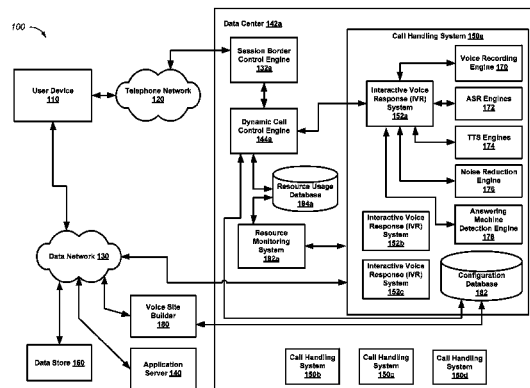 100
Data Center 142a
Call Handling System 150a
Session Border
Control Engine
132a
Voice Recording
Engine 170
User Device
110
Telephone Network
120
Interactive Voice
Response (IVR)
System
152a
ASR Engines
172
Dynamic Call
Control Engine
144a
TTS Engines
174
Resource Usage
Database
194a
Noise Reduction
Engine
176
Resource
Monitoring
System
192a
Interactive Voice
Response (IVR)
System
152b
Answering
Machine
Detection Engine
178
Data Network 130
Interactive Voice
Response (IVR)
System
152c
Configuration
Database
182
Voice Site
Builder
180
Data Store 160
Application
Server 140
Call Handling
System 150b
Call Handling
System 150c
Call Handling
System 150d